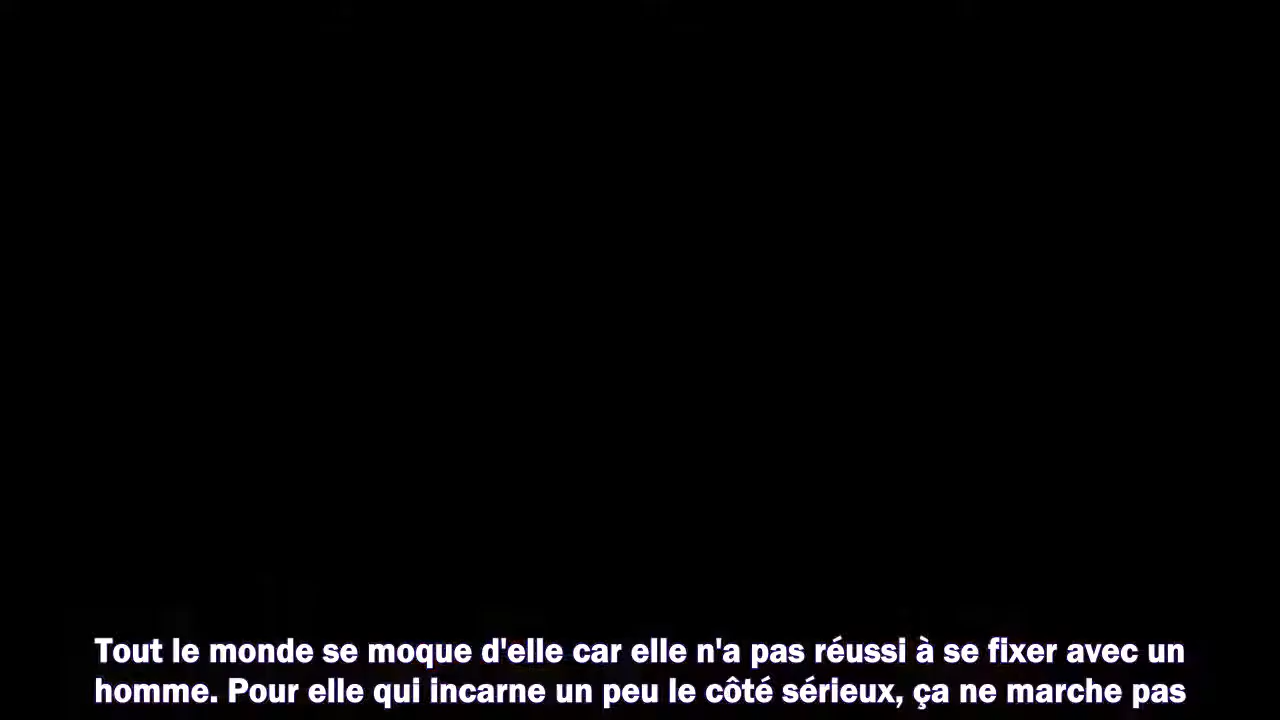 Tout le monde se moque d'elle car elle n'a pas réussi à se fixer avec un
homme. Pour elle qui incarne un peu le côté sérieux, ça ne marche pas